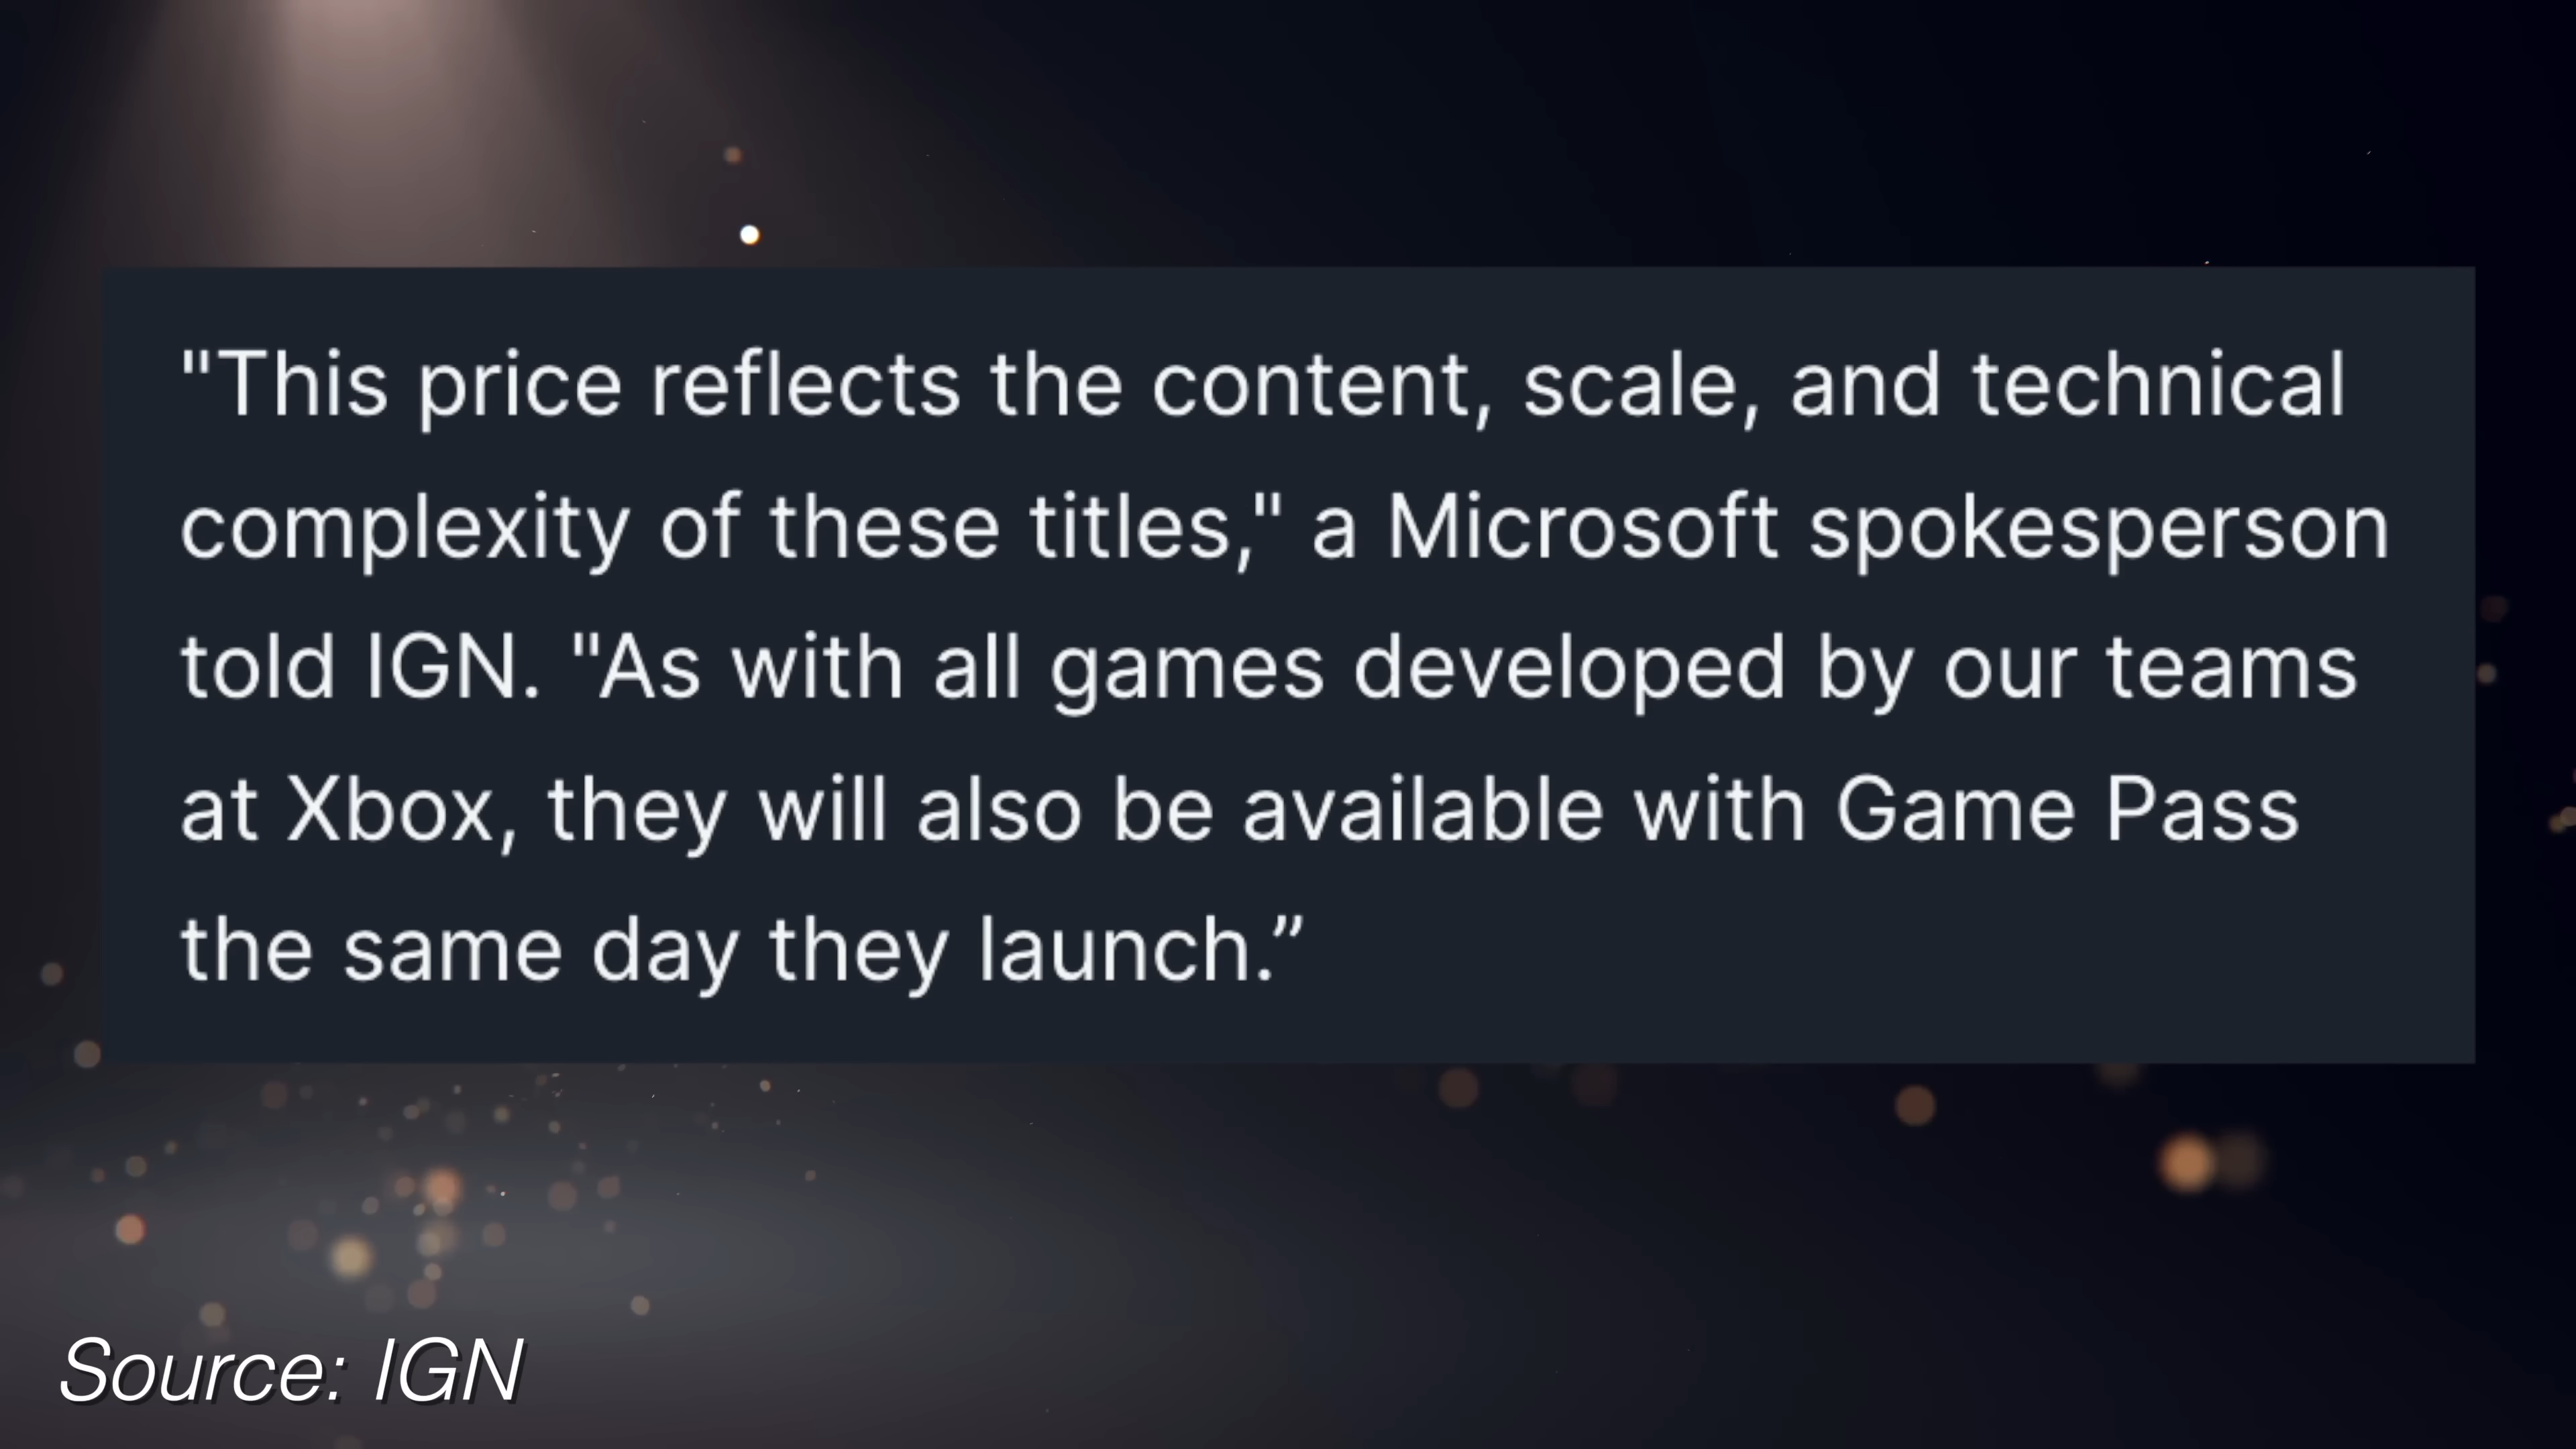 "This price reflects the content, scale, and technical
complexity of these titles," a Microsoft spokesperson
told IGN. "As with all games developed by our teams
at Xbox, they will also be available with Game Pass
the same day they launch.”
Source: IGN